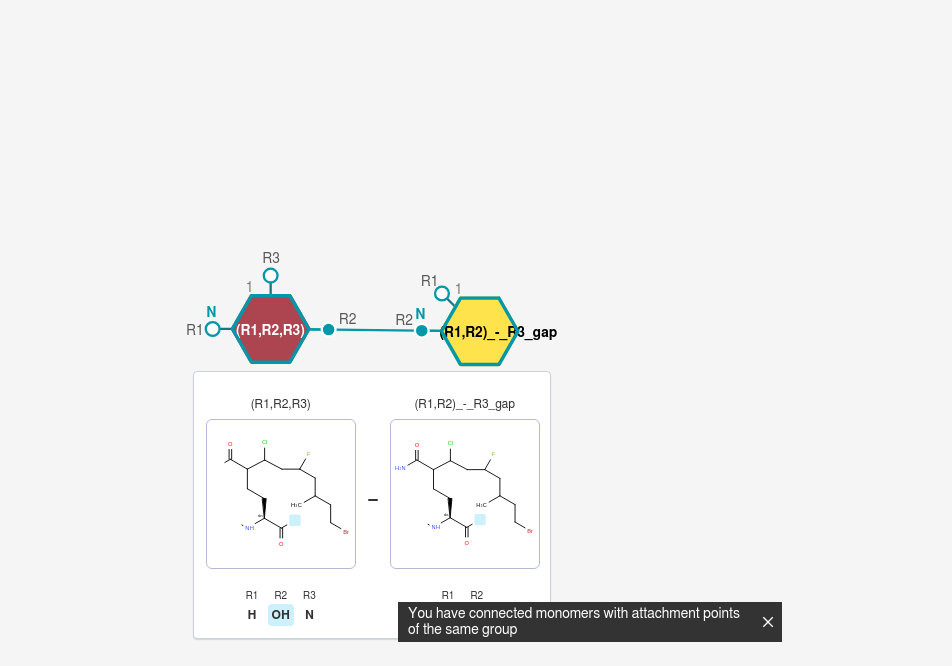 R3
1
R1
1
N
R2
R2
N
R1
(R1,R2,R3)
(R1,R2)_-_R3_gap
(R1,R2,R3)
(R1,R2)_-_R3_gap
O
Cl
F
H₃C
NH
O
Br
–
O
Cl
F
H₂N
H₃C
NH
O
Br
R1 R2 R3
H OH N
R1 R2
You have connected monomers with attachment points
of the same group